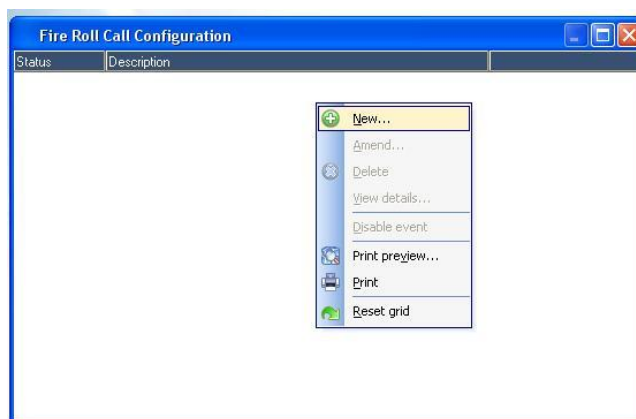 Fire Roll Call Configuration
Status Description
New...
Amend...
Delete
View details...
Disable event
Print preview...
Print
Reset grid